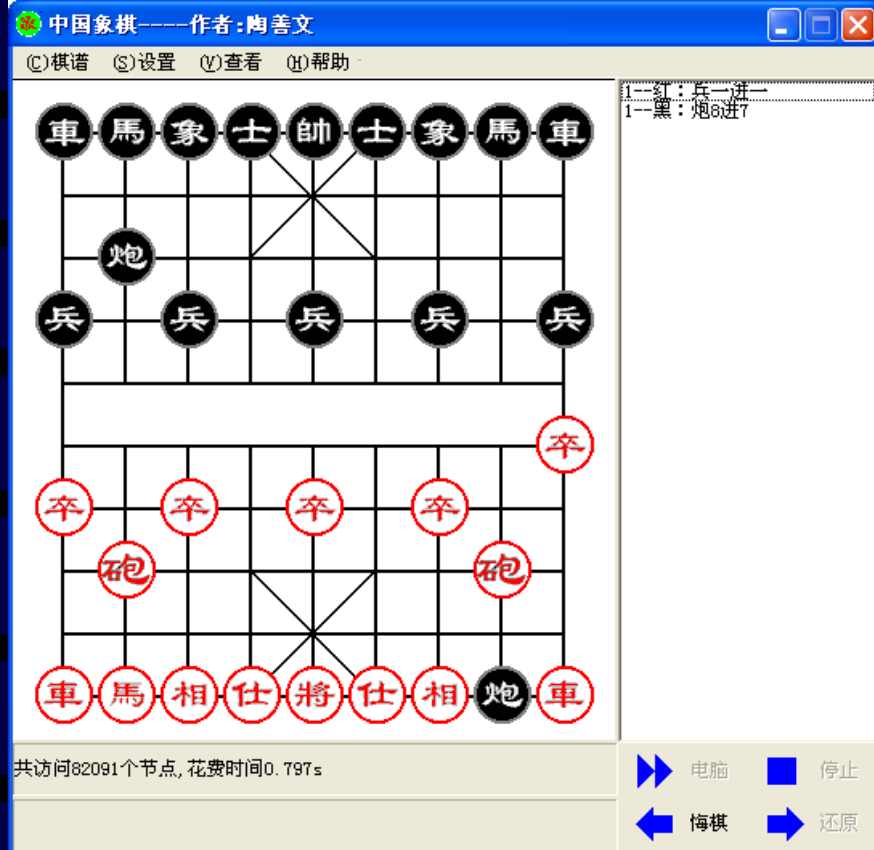 中国象棋----作者:陶善文
(C)棋谱 (S)设置 (V)查看 (H)帮助
1--红：兵一进一
1--黑：炮8进7
車馬象士帥士象馬車
炮
兵兵兵兵兵
卒
卒卒卒卒
砲砲
車馬相仕將仕相炮車
共访问82091个节点,花费时间0.797s
电脑 停止
悔棋 还原